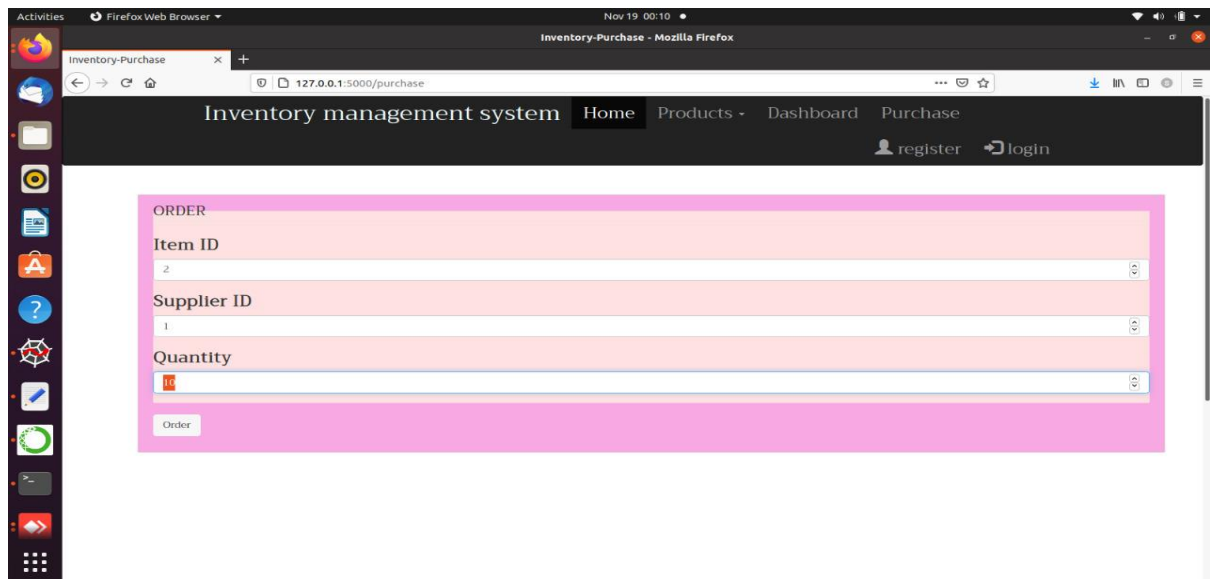 Activities Firefox Web Browser Nov 19 00:10
Inventory-Purchase - Mozilla Firefox
Inventory-Purchase
127.0.0.1:5000/purchase
Inventory management system Home Products Dashboard Purchase
register login
ORDER
Item ID
2
Supplier ID
1
Quantity
10
Order